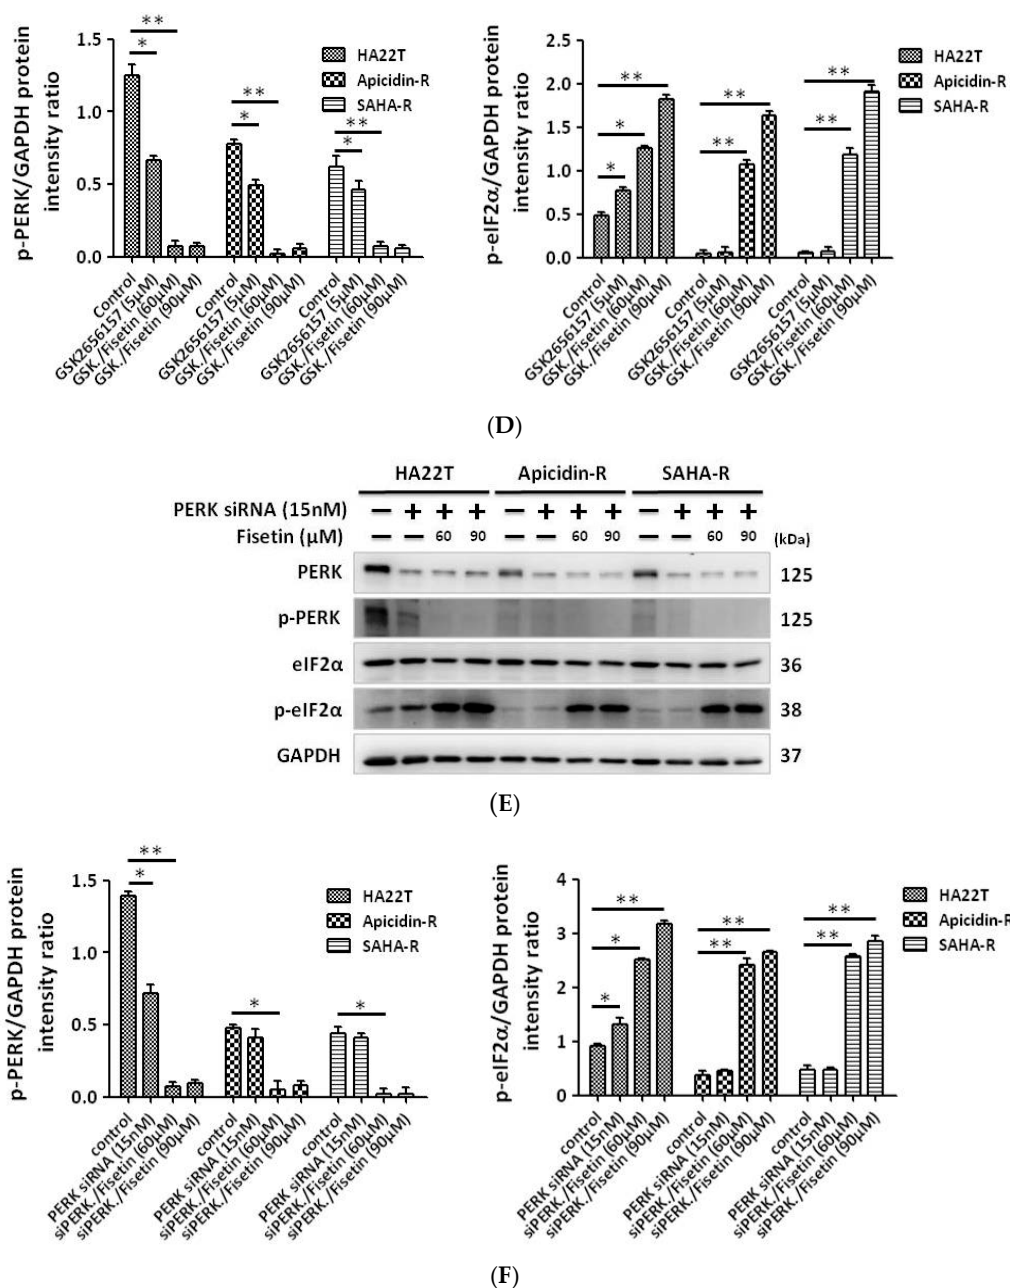 p-PERK/GAPDH protein
intensity ratio
1.5
1.0
0.5
0.0
**
*
**
*
**
*
HA22T
Apicidin-R
SAHA-R
Control
GSK2656157 (5μM)
GSK./Fisetin (60μM)
GSK./Fisetin (90μM)
Control
GSK2656157 (5μM)
GSK./Fisetin (60μM)
GSK./Fisetin (90μM)
Control
GSK2656157 (5μM)
GSK./Fisetin (60μM)
GSK./Fisetin (90μM)
p-eIF2α/GAPDH protein
intensity ratio
2.5
2.0
1.5
1.0
0.5
0.0
**
*
*
**
**
**
**
HA22T
Apicidin-R
SAHA-R
Control
GSK2656157 (5μM)
GSK./Fisetin (60μM)
GSK./Fisetin (90μM)
Control
GSK2656157 (5μM)
GSK./Fisetin (60μM)
GSK./Fisetin (90μM)
Control
GSK2656157 (5μM)
GSK./Fisetin (60μM)
GSK./Fisetin (90μM)
(D)
HA22T Apicidin-R SAHA-R
PERK siRNA (15nM) — + + + — + + + — + + +
Fisetin (μM) — — 60 90 — — 60 90 — — 60 90 (kDa)
PERK 125
p-PERK 125
eIF2α 36
p-eIF2α 38
GAPDH 37
(E)
p-PERK/GAPDH protein
intensity ratio
1.5
1.0
0.5
0.0
**
*
*
*
HA22T
Apicidin-R
SAHA-R
control
PERK siRNA (15nM)
siPERK./Fisetin (60μM)
siPERK./Fisetin (90μM)
control
PERK siRNA (15nM)
siPERK./Fisetin (60μM)
siPERK./Fisetin (90μM)
control
PERK siRNA (15nM)
siPERK./Fisetin (60μM)
siPERK./Fisetin (90μM)
p-eIF2α/GAPDH protein
intensity ratio
4
3
2
1
0
**
*
*
**
**
**
**
HA22T
Apicidin-R
SAHA-R
control
PERK siRNA (15nM)
siPERK./Fisetin (60μM)
siPERK./Fisetin (90μM)
control
PERK siRNA (15nM)
siPERK./Fisetin (60μM)
siPERK./Fisetin (90μM)
control
PERK siRNA (15nM)
siPERK./Fisetin (60μM)
siPERK./Fisetin (90μM)
(F)